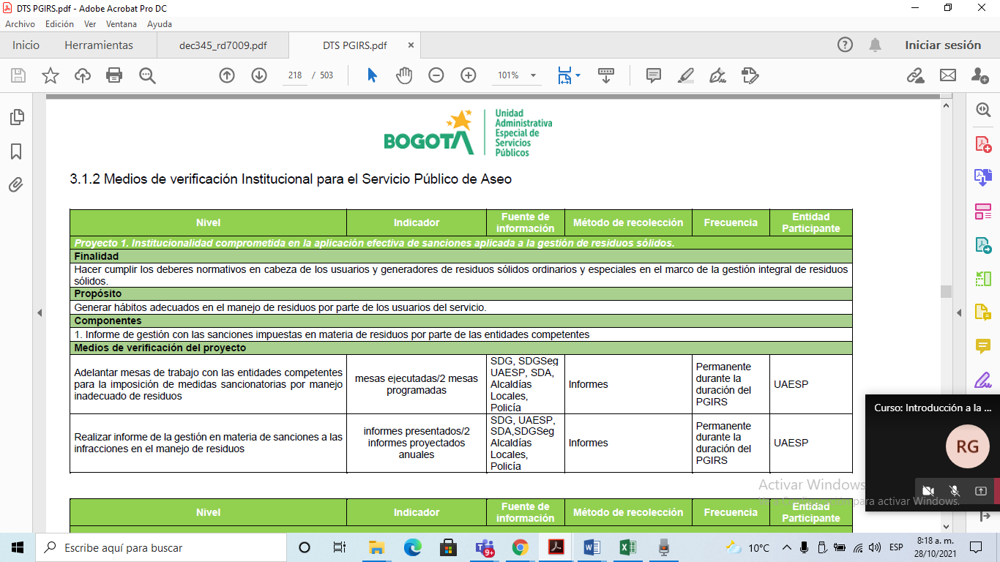 DTS PGIRS.pdf - Adobe Acrobat Pro DC
Archivo Edición Ver Ventana Ayuda
Inicio Herramientas dec345_rd7009.pdf DTS PGIRS.pdf × Iniciar sesión
218 / 503 101%
BOGOTÁ
Unidad
Administrativa
Especial de
Servicios
Públicos
3.1.2 Medios de verificación Institucional para el Servicio Público de Aseo
Nivel Indicador Fuente de información Método de recolección Frecuencia Entidad Participante
Proyecto 1. Institucionalidad comprometida en la aplicación efectiva de sanciones aplicada a la gestión de residuos sólidos.
Finalidad
Hacer cumplir los deberes normativos en cabeza de los usuarios y generadores de residuos sólidos ordinarios y especiales en el marco de la gestión integral de residuos
sólidos.
Propósito
Generar hábitos adecuados en el manejo de residuos por parte de los usuarios del servicio.
Componentes
1. Informe de gestión con las sanciones impuestas en materia de residuos por parte de las entidades competentes
Medios de verificación del proyecto
Adelantar mesas de trabajo con las entidades competentes
para la imposición de medidas sancionatorias por manejo
inadecuado de residuos
mesas ejecutadas/2 mesas
programadas
SDG, SDGSeg
UAESP, SDA,
Alcaldías
Locales,
Policía
Informes
Permanente
durante la
duración del
PGIRS
UAESP
Realizar informe de la gestión en materia de sanciones a las
infracciones en el manejo de residuos
informes presentados/2
informes proyectados
anuales
SDG, UAESP,
SDA,SDGSeg
Alcaldías
Locales,
Policía
Informes
Permanente
durante la
duración del
PGIRS
UAESP
Nivel Indicador Fuente de información Método de recolección Frecuencia Entidad Participante
Curso: Introducción a la ...
RG
Activar Windows
para activar Windows.
Escribe aquí para buscar
9+
10°C
ESP
8:18 a. m.
28/10/2021